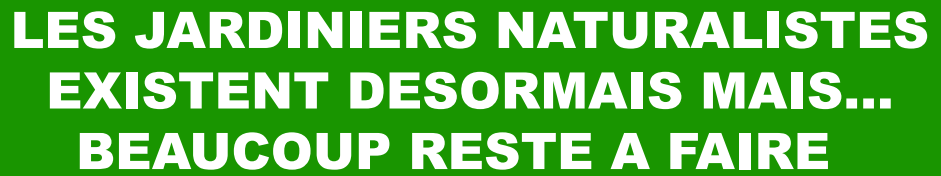 LES JARDINIERS NATURALISTES
EXISTENT DESORMAIS MAIS...
BEAUCOUP RESTE A FAIRE